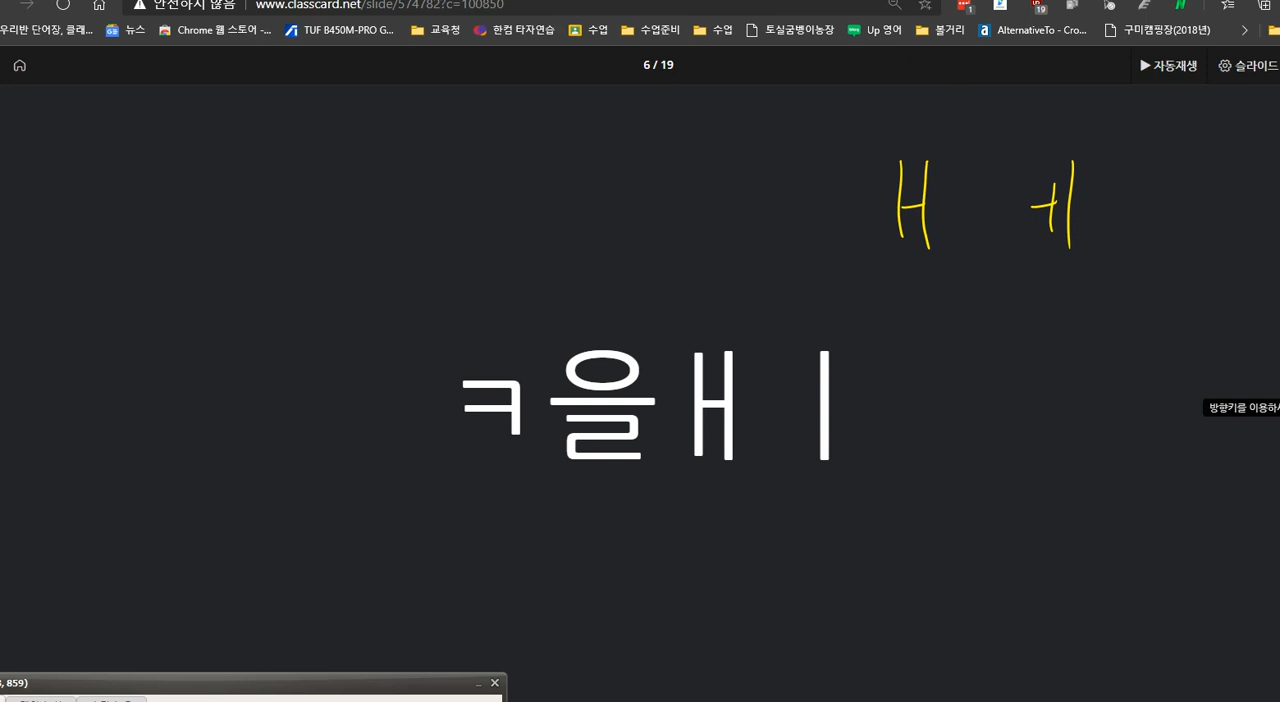 안전하지 않음 www.classcard.net/slide/574782?c=100850
1 19
우리반 단어장, 클래... 뉴스 Chrome 웹 스토어 -... TUF B450M-PRO G... 교육청 한컴 타자연습 수업 수업준비 수업 토실굼벵이농장 Up 영어 볼거리 AlternativeTo - Cro... 구미캠핑장(2018년)
6 / 19 자동재생 슬라이드
ㅐ ㅔ
ㅋ을ㅐㅣ
방향키를 이용하
, 859)